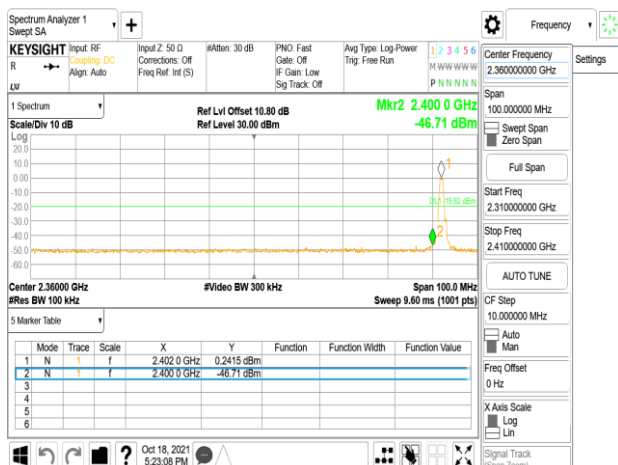 Spectrum Analyzer 1
Swept SA
Frequency
KEYSIGHT
R
LXI
Input: RF
Coupling: DC
Align: Auto
Input Z: 50 Ω
Corrections: Off
Freq Ref: Int (S)
#Atten: 30 dB
PNO: Fast
Gate: Off
IF Gain: Low
Sig Track: Off
Avg Type: Log-Power
Trig: Free Run
1 2 3 4 5 6
M W W W W W
P N N N N N
1 Spectrum
Scale/Div 10 dB
Ref Lvl Offset 10.80 dB
Ref Level 30.00 dBm
Mkr2 2.400 0 GHz
-46.71 dBm
Log
20.0
10.0
0.00
-10.0
-20.0
-30.0
-40.0
-50.0
-60.0
1
DL1 -19.92 dBm
2
Center 2.36000 GHz
#Res BW 100 kHz
#Video BW 300 kHz
Span 100.0 MHz
Sweep 9.60 ms (1001 pts)
5 Marker Table
Mode Trace Scale X Y Function Function Width Function Value
1 N 1 f 2.402 0 GHz 0.2415 dBm
2 N 1 f 2.400 0 GHz -46.71 dBm
3
4
5
6
?
Oct 18, 2021
5:23:08 PM
Center Frequency
2.360000000 GHz
Settings
Span
100.000000 MHz
Swept Span
Zero Span
Full Span
Start Freq
2.310000000 GHz
Stop Freq
2.410000000 GHz
AUTO TUNE
CF Step
10.000000 MHz
Auto
Man
Freq Offset
0 Hz
X Axis Scale
Log
Lin
Signal Track
(Span Zoom)